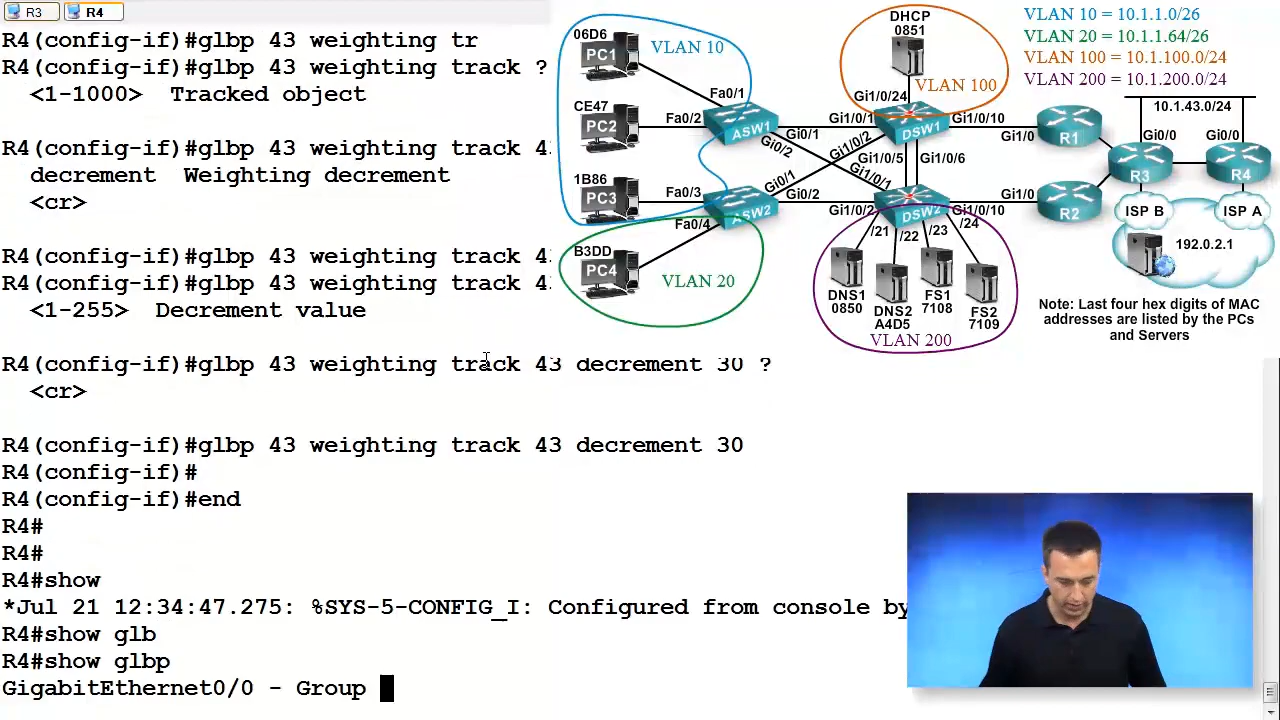 R3
R4
R4(config-if)#glbp 43 weighting tr
R4(config-if)#glbp 43 weighting track ?
<1-1000>  Tracked object
R4(config-if)#glbp 43 weighting track 4
decrement  Weighting decrement
<cr>
R4(config-if)#glbp 43 weighting track 4
R4(config-if)#glbp 43 weighting track 4
<1-255>  Decrement value
R4(config-if)#glbp 43 weighting track 43 decrement 30 ?
<cr>
R4(config-if)#glbp 43 weighting track 43 decrement 30
R4(config-if)#
R4(config-if)#end
R4#
R4#
R4#show
*Jul 21 12:34:47.275: %SYS-5-CONFIG_I: Configured from console by
R4#show glb
R4#show glbp
GigabitEthernet0/0 - Group
06D6
PC1
VLAN 10
Fa0/1
CE47
PC2
Fa0/2
ASW1
Gi0/1
Gi0/2
1B86
PC3
Fa0/3
ASW2
Gi0/1
Gi0/2
Fa0/4
B3DD
PC4
VLAN 20
DHCP
0851
VLAN 100
Gi1/0/24
Gi1/0/1
DSW1
Gi1/0/10
Gi1/0/2
Gi1/0/5
Gi1/0/6
Gi1/0/1
Gi1/0/2
DSW2
Gi1/0/10
/21
/22
/23
/24
DNS1
0850
DNS2
A4D5
FS1
7108
FS2
7109
VLAN 200
VLAN 10 = 10.1.1.0/26
VLAN 20 = 10.1.1.64/26
VLAN 100 = 10.1.100.0/24
VLAN 200 = 10.1.200.0/24
10.1.43.0/24
Gi1/0
R1
Gi0/0
Gi0/0
R3
R4
Gi1/0
R2
ISP B
ISP A
192.0.2.1
Note: Last four hex digits of MAC
addresses are listed by the PCs
and Servers